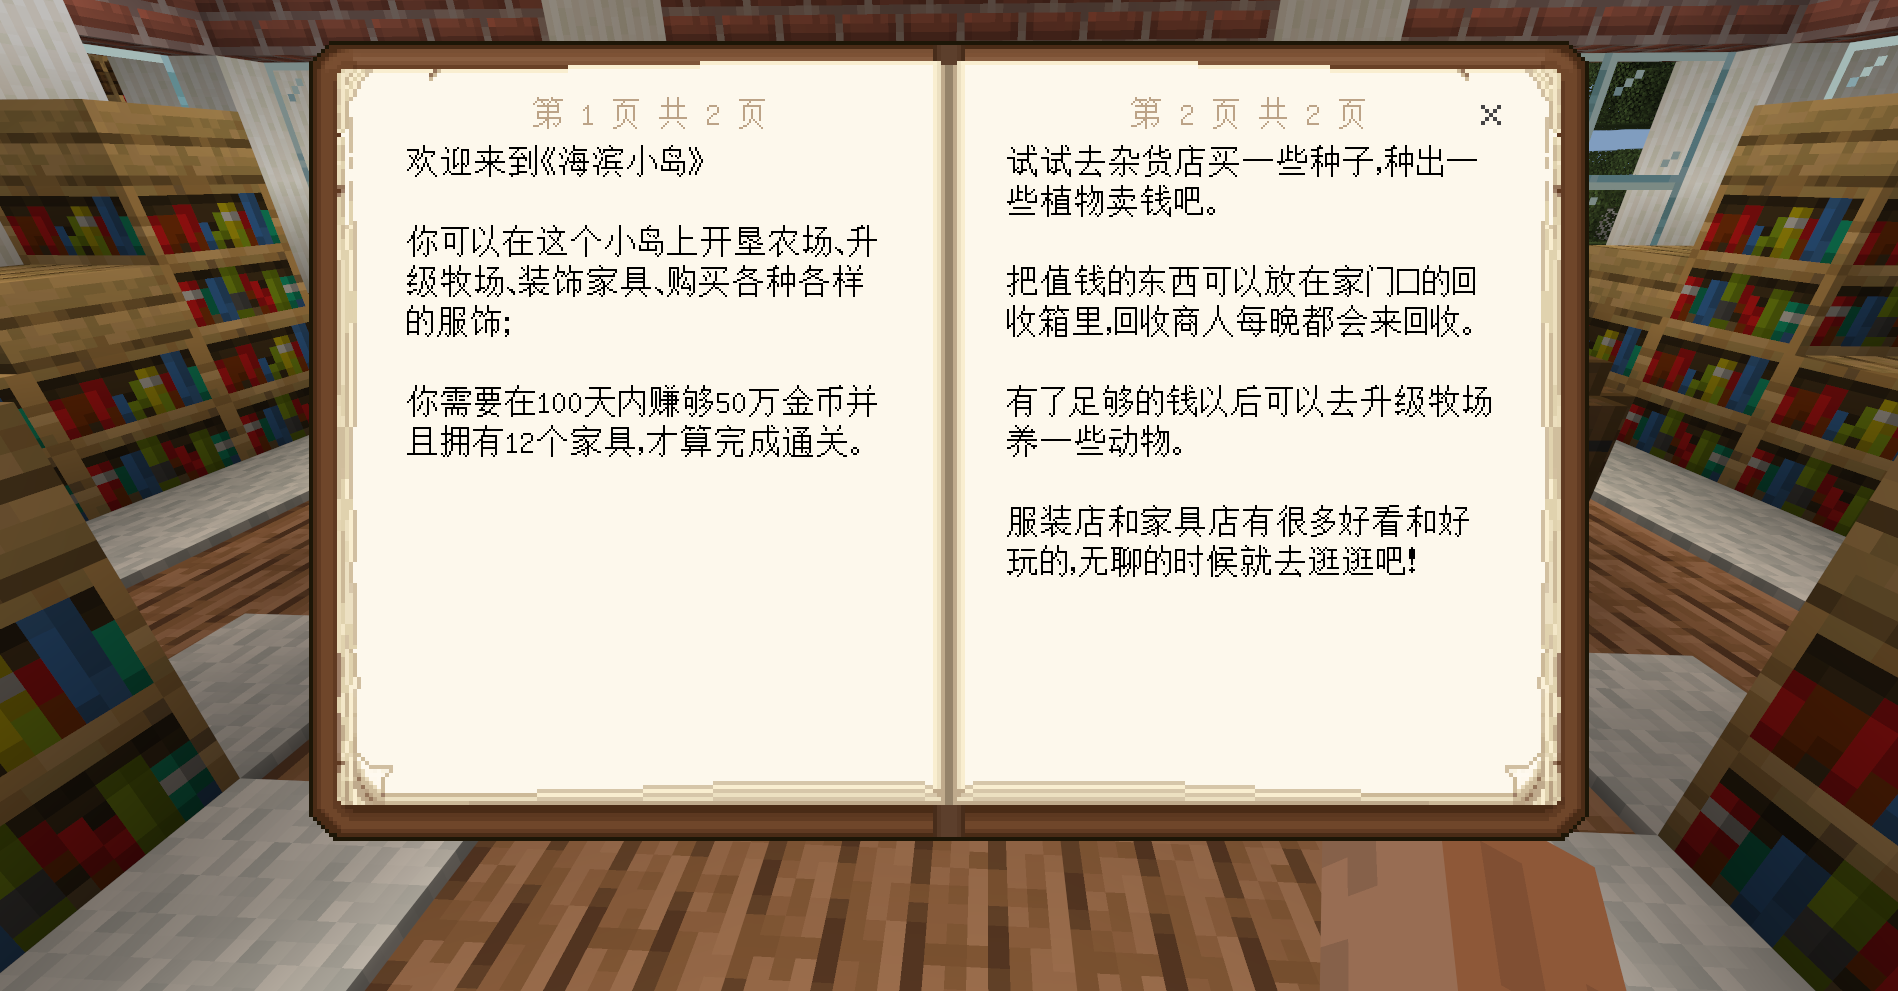 第 1 页 共 2 页
欢迎来到《海滨小岛》
你可以在这个小岛上开垦农场、升
级牧场、装饰家具、购买各种各样
的服饰;
你需要在100天内赚够50万金币并
且拥有12个家具,才算完成通关。
第 2 页 共 2 页
试试去杂货店买一些种子,种出一
些植物卖钱吧。
把值钱的东西可以放在家门口的回
收箱里,回收商人每晚都会来回收。
有了足够的钱以后可以去升级牧场
养一些动物。
服装店和家具店有很多好看和好
玩的,无聊的时候就去逛逛吧!